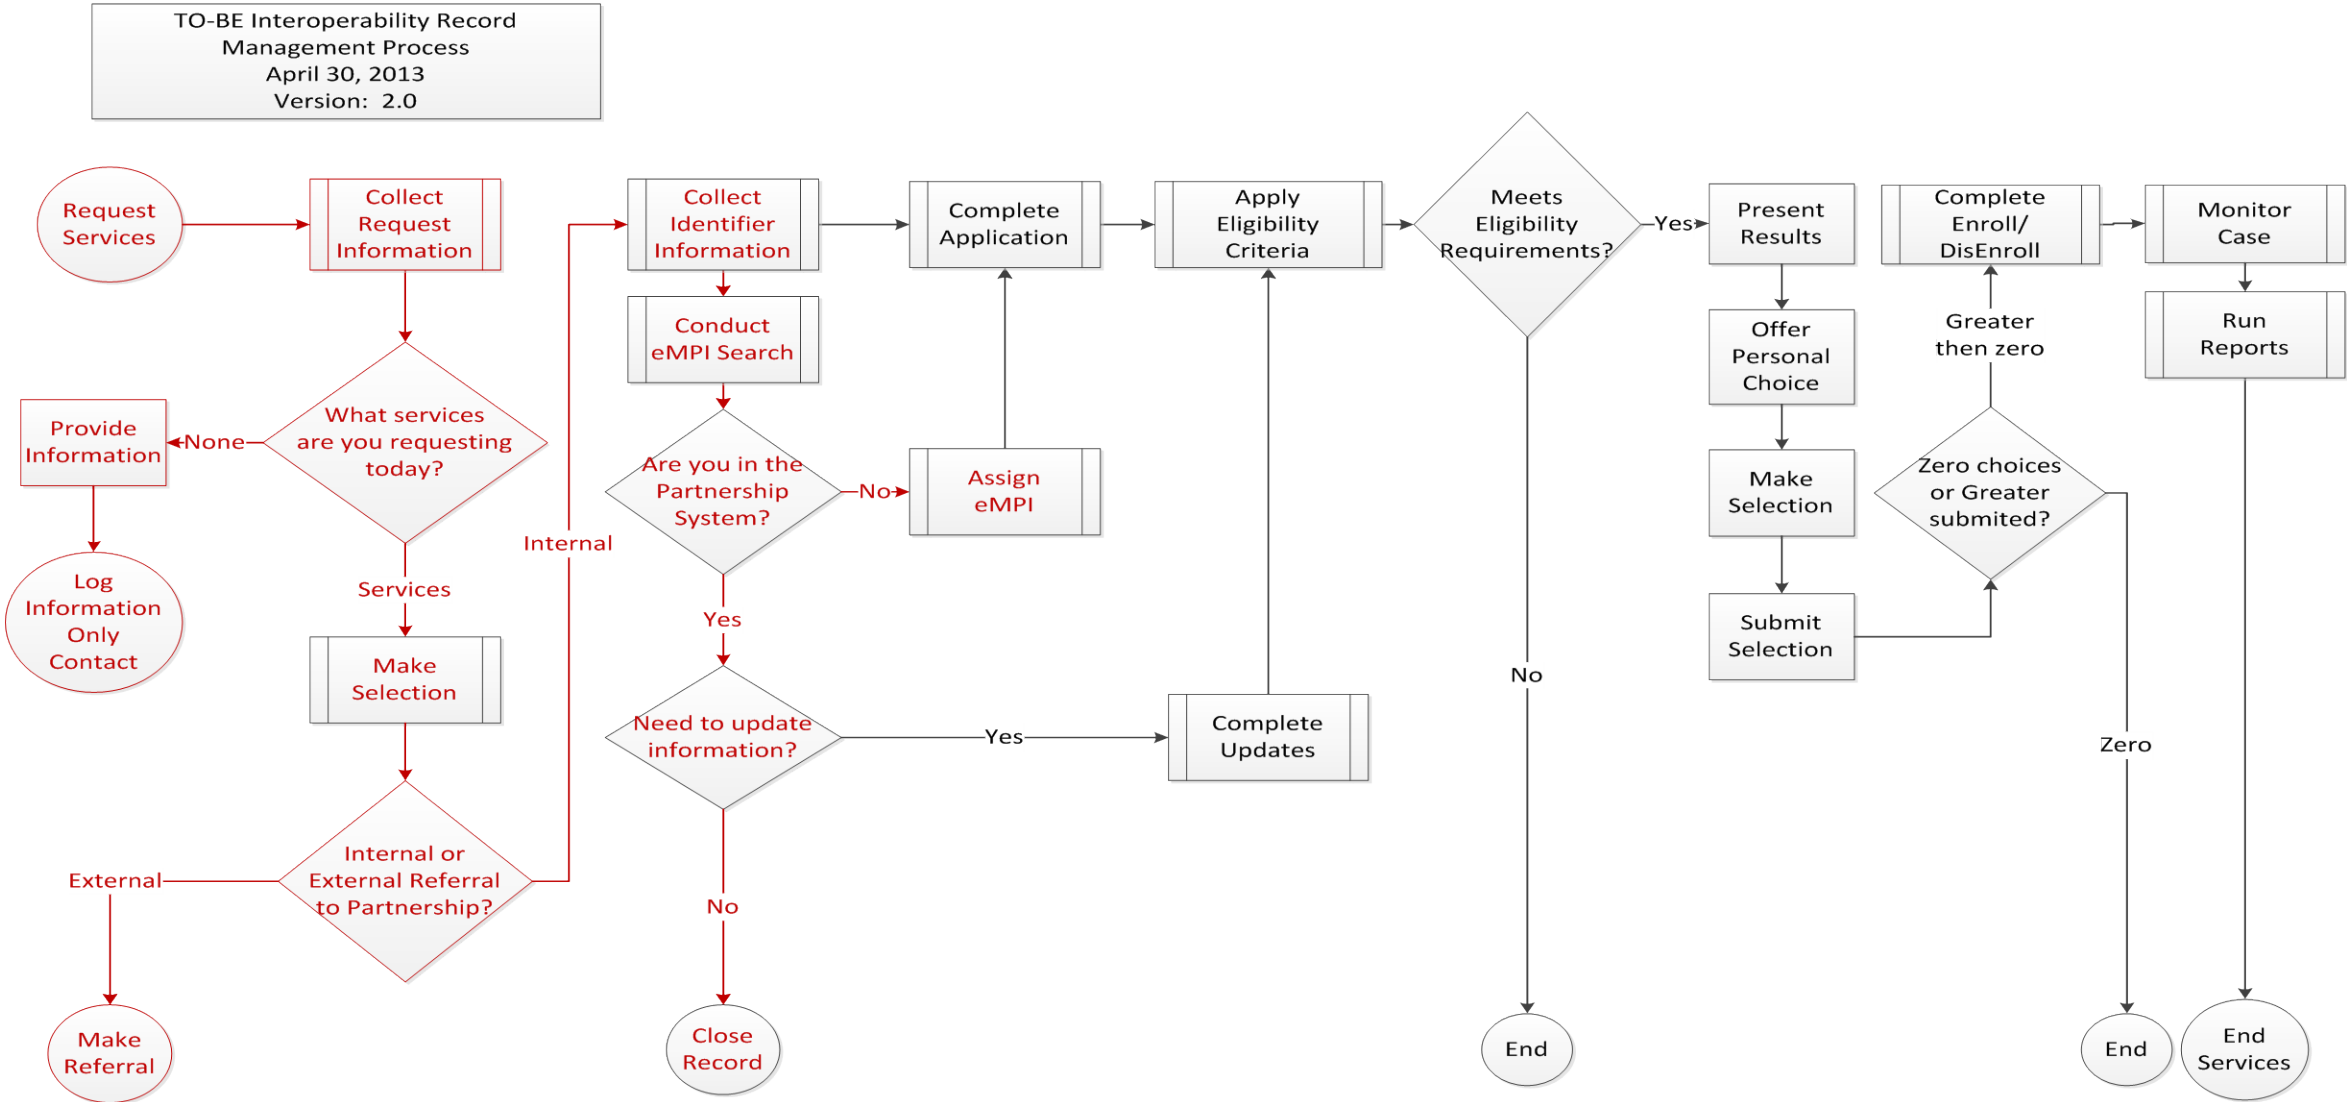 TO-BE Interoperability Record
Management Process
April 30, 2013
Version:  2.0
Request
Services
Collect
Request
Information
What services
are you requesting
today?
None
Provide
Information
Log
Information
Only
Contact
Services
Make
Selection
Internal or
External Referral
to Partnership?
External
Make
Referral
Internal
Collect
Identifier
Information
Conduct
eMPI Search
Are you in the
Partnership
System?
No
Assign
eMPI
Yes
Need to update
information?
Yes
Complete
Updates
No
Close
Record
Complete
Application
Apply
Eligibility
Criteria
Meets
Eligibility
Requirements?
Yes
No
End
Present
Results
Offer
Personal
Choice
Make
Selection
Submit
Selection
Zero choices
or Greater
submited?
Greater
then zero
Zero
End
Complete
Enroll/
DisEnroll
Monitor
Case
Run
Reports
End
Services